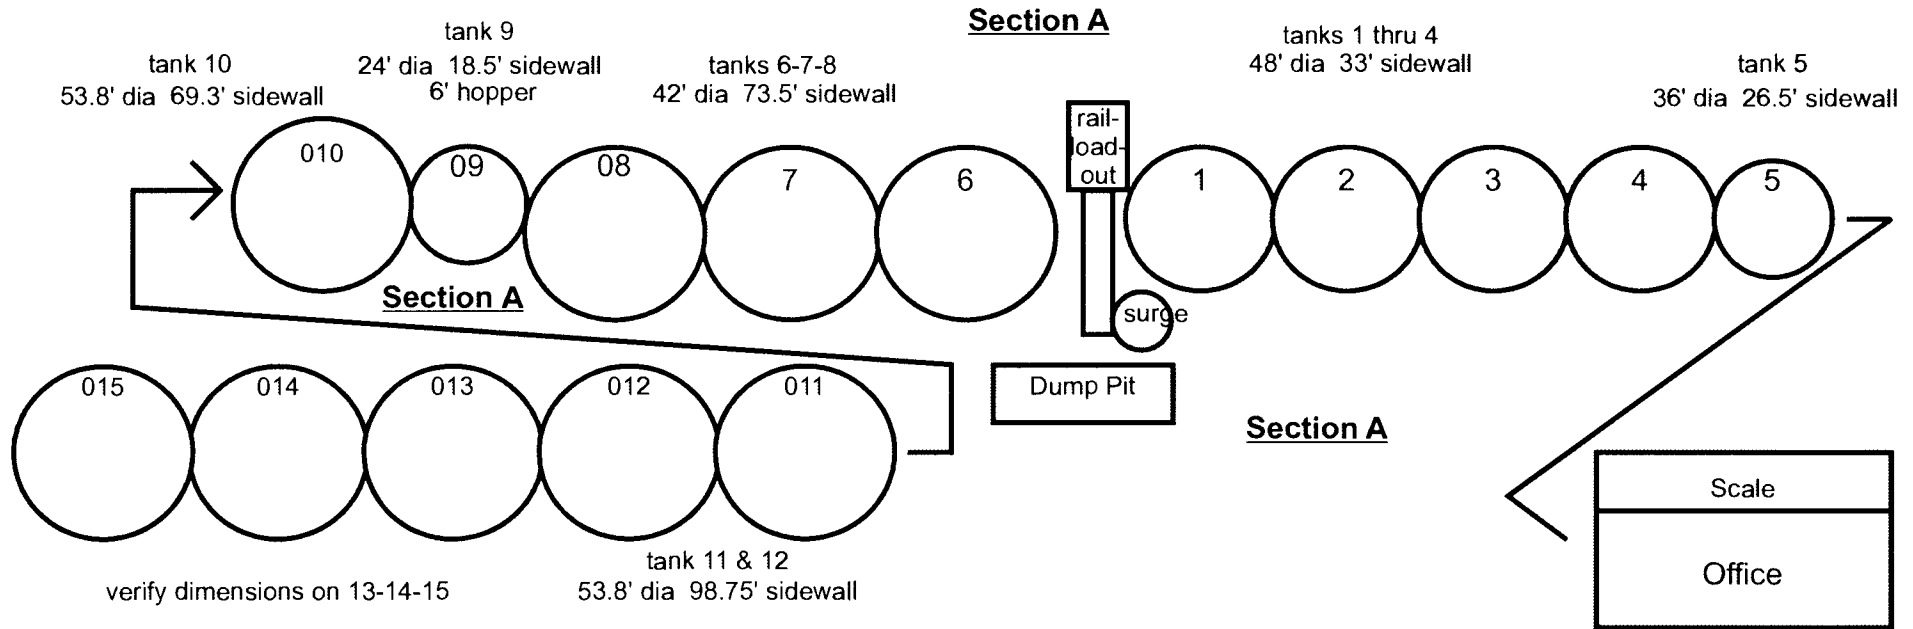 Section A
tank 10
53.8' dia 69.3' sidewall
tank 9
24' dia 18.5' sidewall
6' hopper
tanks 6-7-8
42' dia 73.5' sidewall
tanks 1 thru 4
48' dia 33' sidewall
tank 5
36' dia 26.5' sidewall
010
09
08
7
6
rail-
load-
out
1
2
3
4
5
Section A
surge
015
014
013
012
011
Dump Pit
Section A
Scale
Office
verify dimensions on 13-14-15
tank 11 & 12
53.8' dia 98.75' sidewall